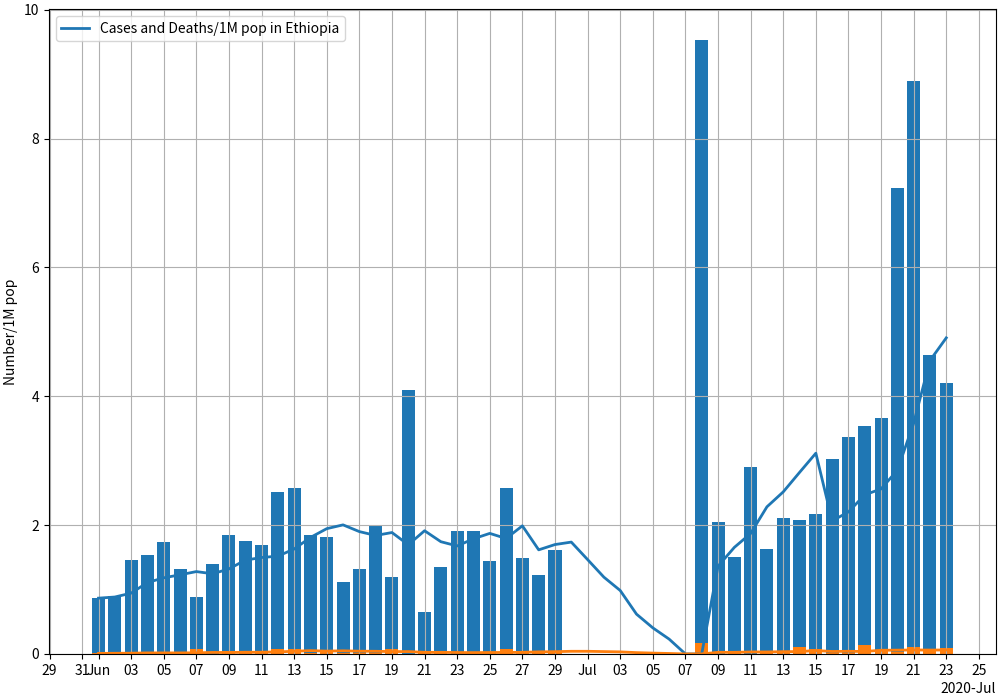 10
Cases and Deaths/1M pop in Ethiopia
8
6
4
2
0
Number/1M pop
29 31 Jun 03 05 07 09 11 13 15 17 19 21 23 25 27 29 Jul 03 05 07 09 11 13 15 17 19 21 23 25
2020-Jul